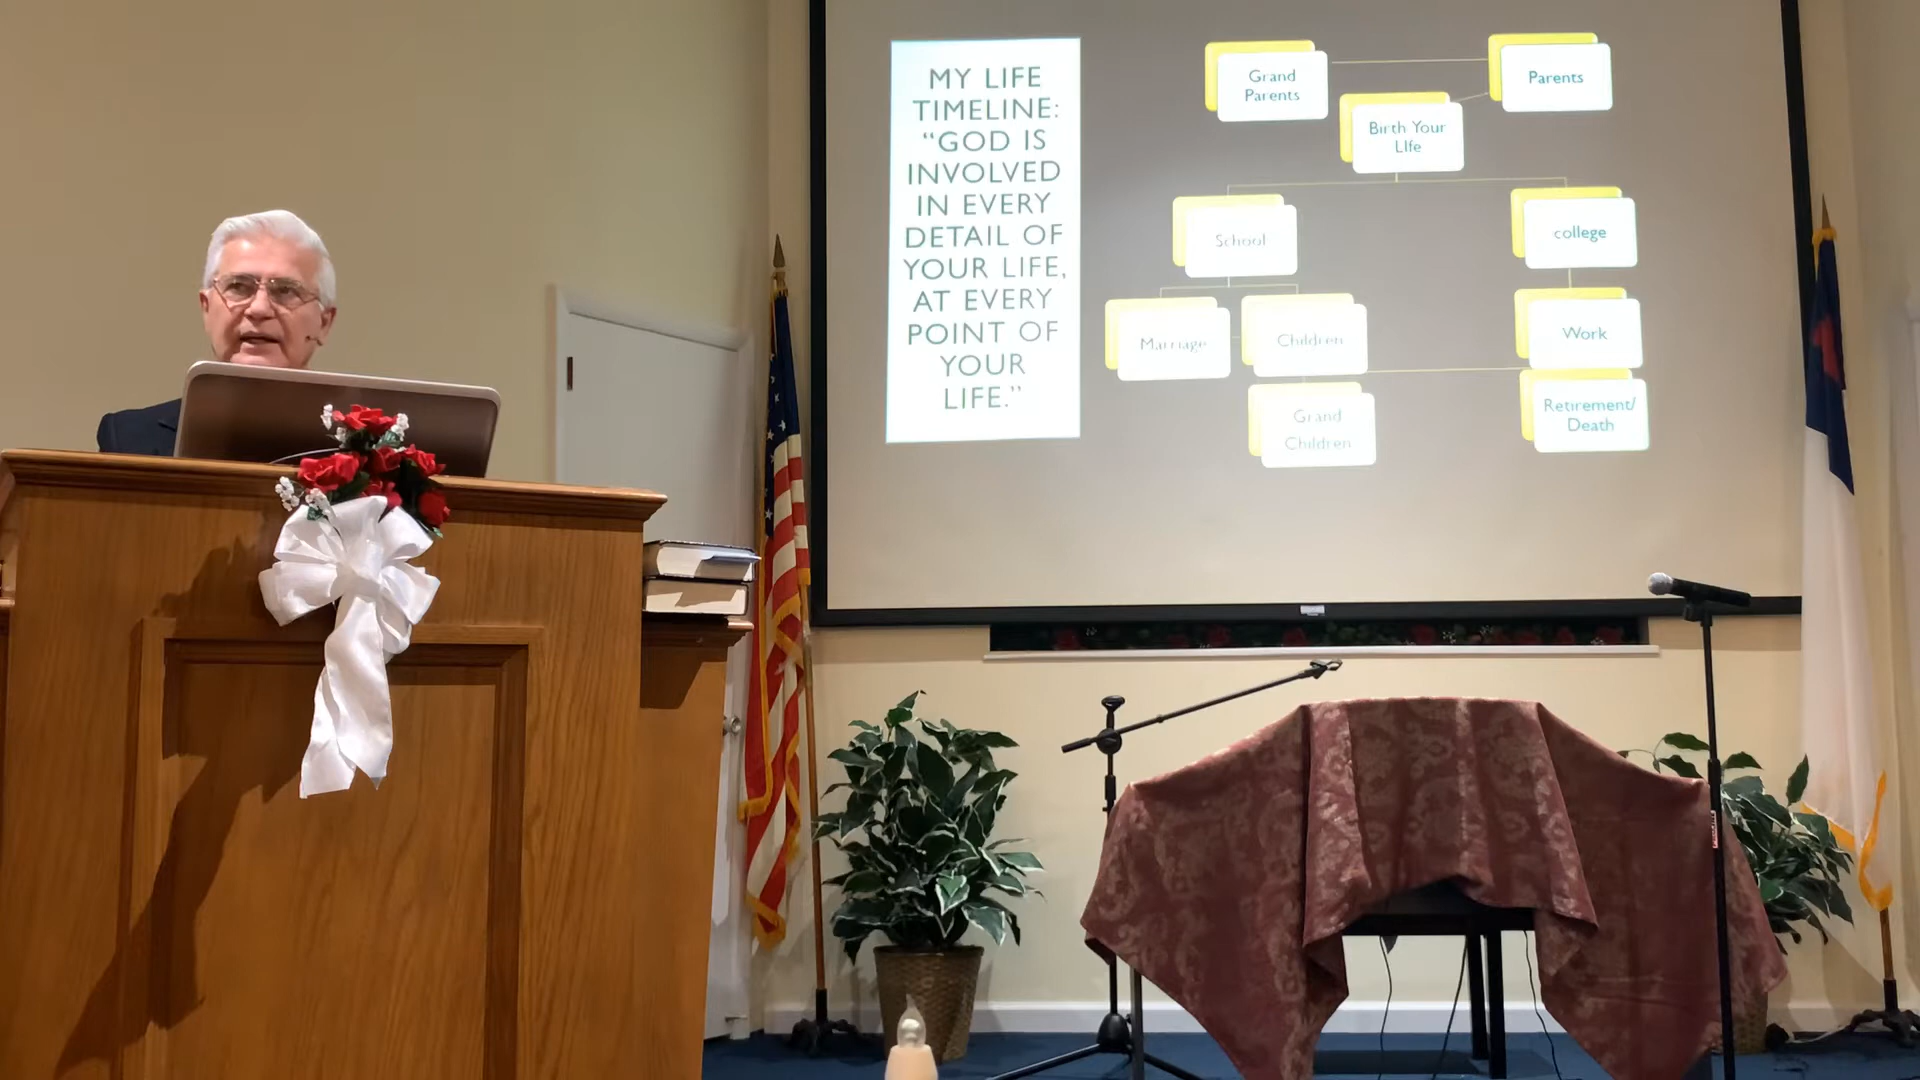 MY LIFE
TIMELINE:
“GOD IS
INVOLVED
IN EVERY
DETAIL OF
YOUR LIFE,
AT EVERY
POINT OF
YOUR
LIFE.”
Grand
Parents
Parents
Birth Your
LIfe
School
college
Marriage
Children
Work
Grand
Children
Retirement/
Death